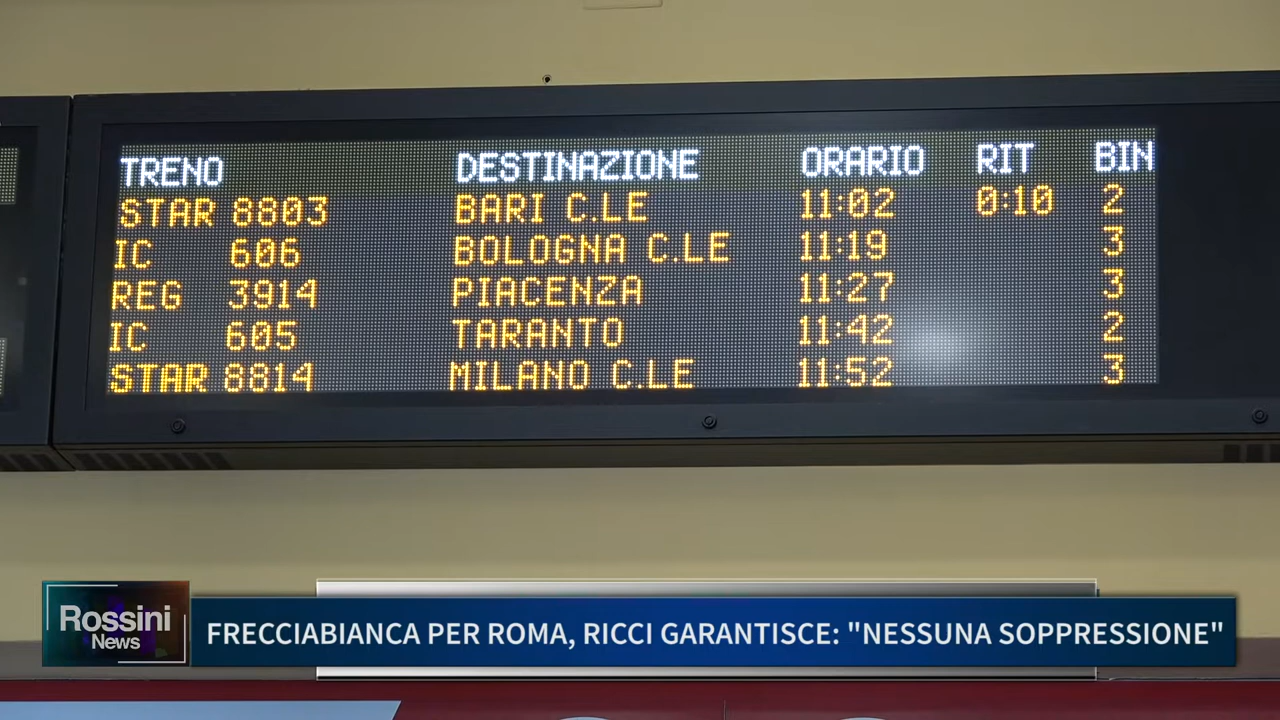 TRENO DESTINAZIONE ORARIO RIT BIN
STAR 8803 BARI C.LE 11:02 0:10 2
IC 606 BOLOGNA C.LE 11:19 3
REG 3914 PIACENZA 11:27 3
IC 605 TARANTO 11:42 2
STAR 8814 MILANO C.LE 11:52 3
Rossini
News
FRECCIABIANCA PER ROMA, RICCI GARANTISCE: "NESSUNA SOPPRESSIONE"